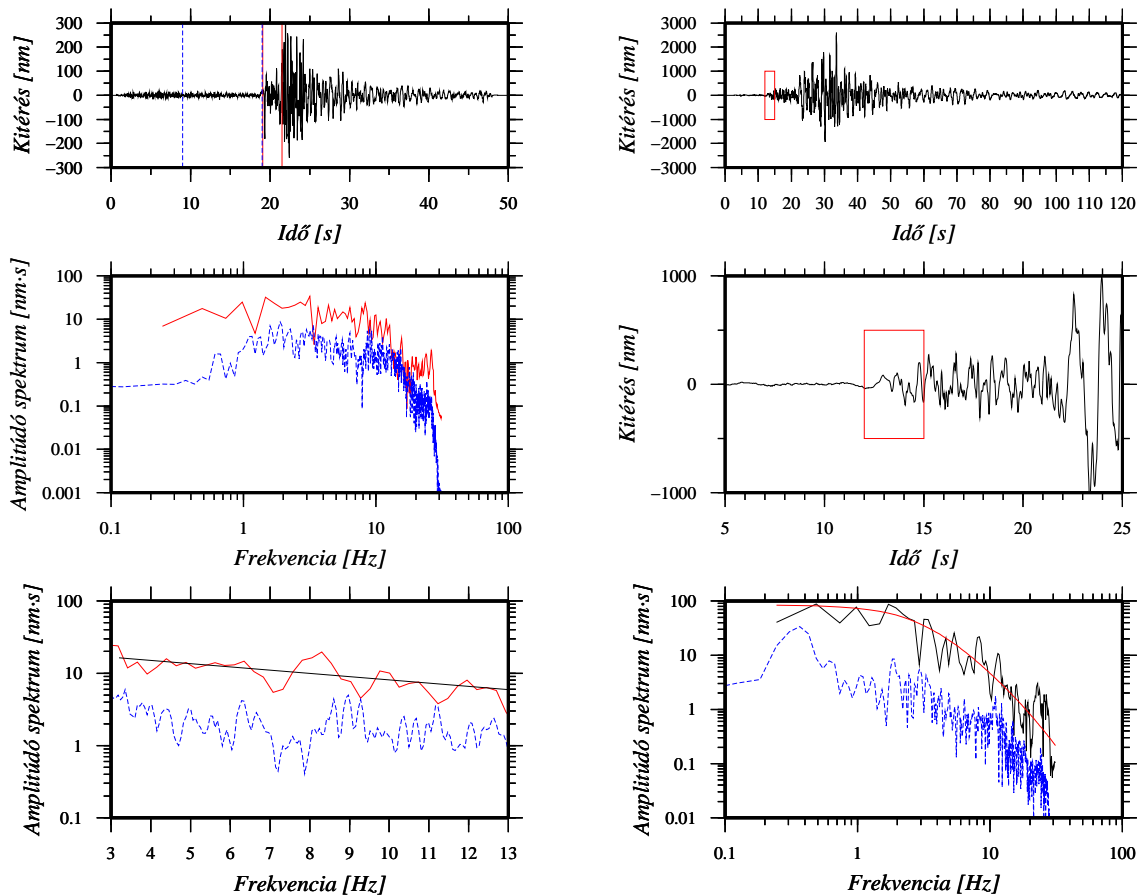 Kitérés [nm]
300
200
100
0
−100
−200
−300
0 10 20 30 40 50
Idő [s]
Kitérés [nm]
3000
2000
1000
0
−1000
−2000
−3000
0 10 20 30 40 50 60 70 80 90 100 110 120
Idő [s]
Amplitúdó spektrum [nm·s]
100
10
1
0.1
0.01
0.001
0.1 1 10 100
Frekvencia [Hz]
Kitérés [nm]
1000
0
−1000
5 10 15 20 25
Idő [s]
Amplitúdó spektrum [nm·s]
100
10
1
0.1
3 4 5 6 7 8 9 10 11 12 13
Frekvencia [Hz]
Amplitúdó spektrum [nm·s]
100
10
1
0.1
0.01
0.1 1 10 100
Frekvencia [Hz]